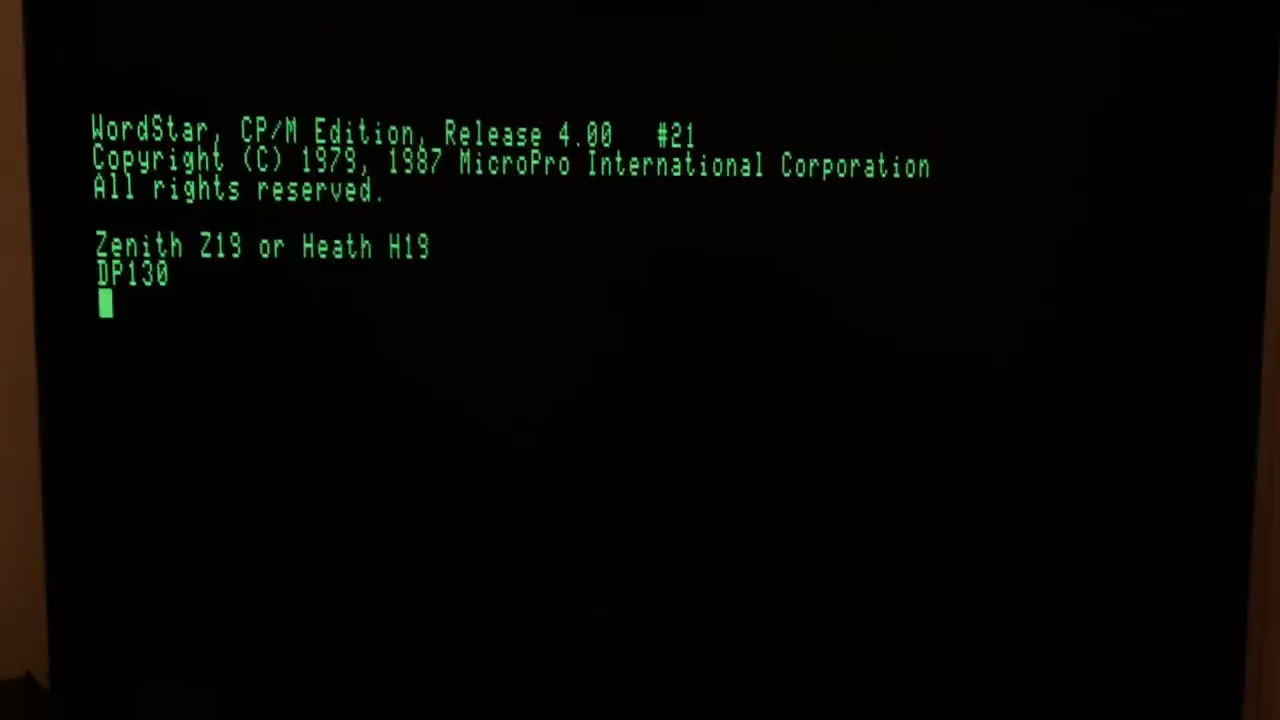 WordStar, CP/M Edition, Release 4.00   #21
Copyright (C) 1979, 1987 MicroPro International Corporation
All rights reserved.
Zenith Z19 or Heath H19
DP130